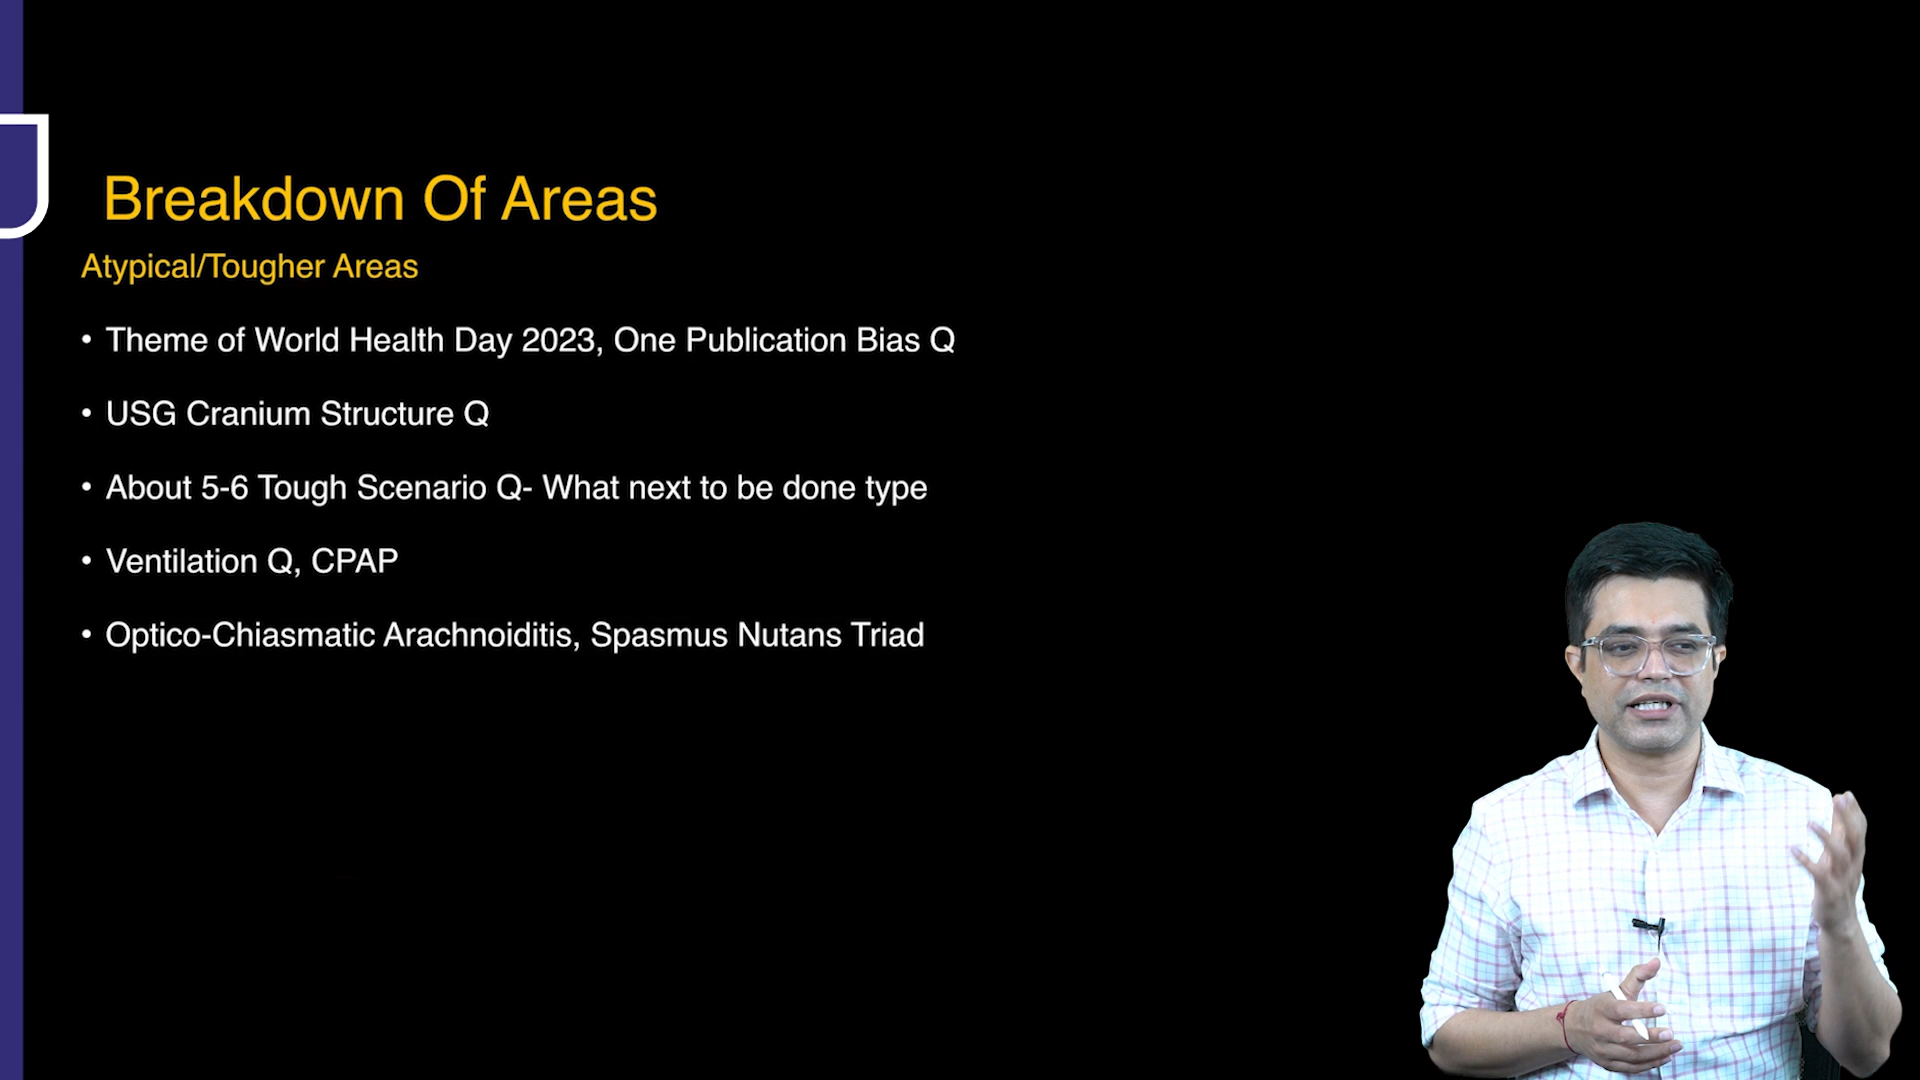 Breakdown Of Areas
Atypical/Tougher Areas
• Theme of World Health Day 2023, One Publication Bias Q
• USG Cranium Structure Q
• About 5-6 Tough Scenario Q- What next to be done type
• Ventilation Q, CPAP
• Optico-Chiasmatic Arachnoiditis, Spasmus Nutans Triad